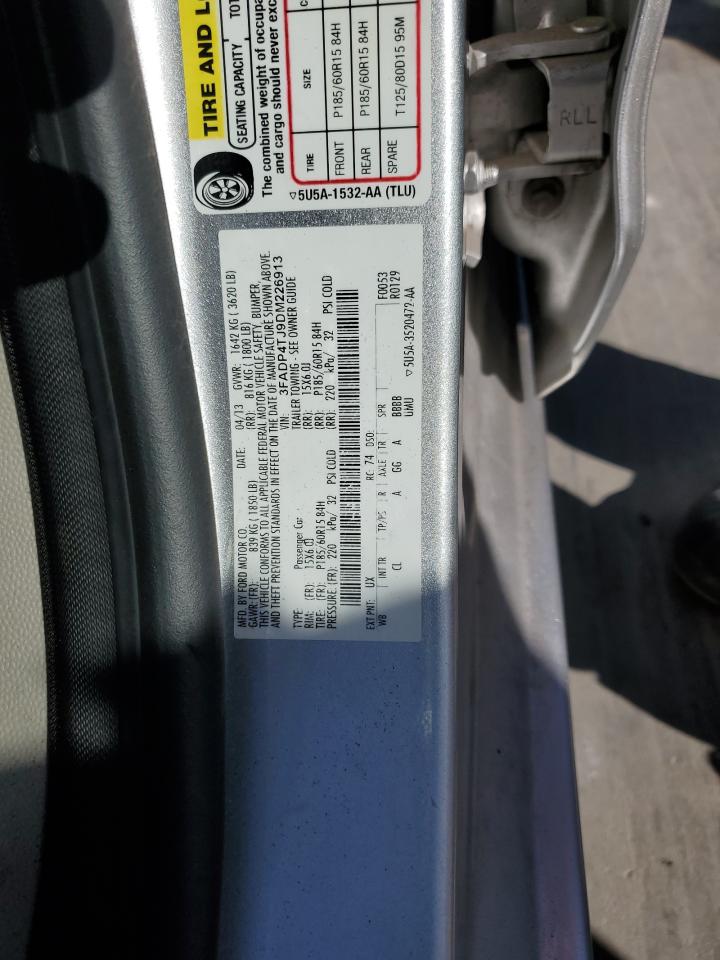 TIRE AND L
SEATING CAPACITY TOT
The combined weight of occupa
and cargo should never exc
TIRE SIZE
FRONT P185/60R15 84H
REAR P185/60R15 84H
SPARE T125/80D15 95M
5U5A-1532-AA (TLU)
MFD. BY FORD MOTOR CO. DATE: 04/13 GVWR: 1642 KG ( 3620 LB)
GAWR:(FR): 839 KG (1850 LB) (RR): 816 KG (1800 LB)
THIS VEHICLE CONFORMS TO ALL APPLICABLE FEDERAL MOTOR VEHICLE SAFETY, BUMPER,
AND THEFT PREVENTION STANDARDS IN EFFECT ON THE DATE OF MANUFACTURE SHOWN ABOVE.
VIN: 3FADP4TJ9DM226913
TYPE: Passenger Car TRAILER TOWING - SEE OWNER GUIDE
RIM: (FR): 15X6.0J (RR): 15X6.0J
TIRE: (FR): P185/60R15 84H (RR): P185/60R15 84H
PRESSURE: (FR): 220 kPa/ 32 PSI COLD (RR): 220 kPa/ 32 PSI COLD
EXT PNT: UX RC: 74 DSO: F0053
WB INT TR TP/PS R AXLE TR SPR R0129
CL A GG A BBBB
UMU 5U5A-3520472-AA
RLL